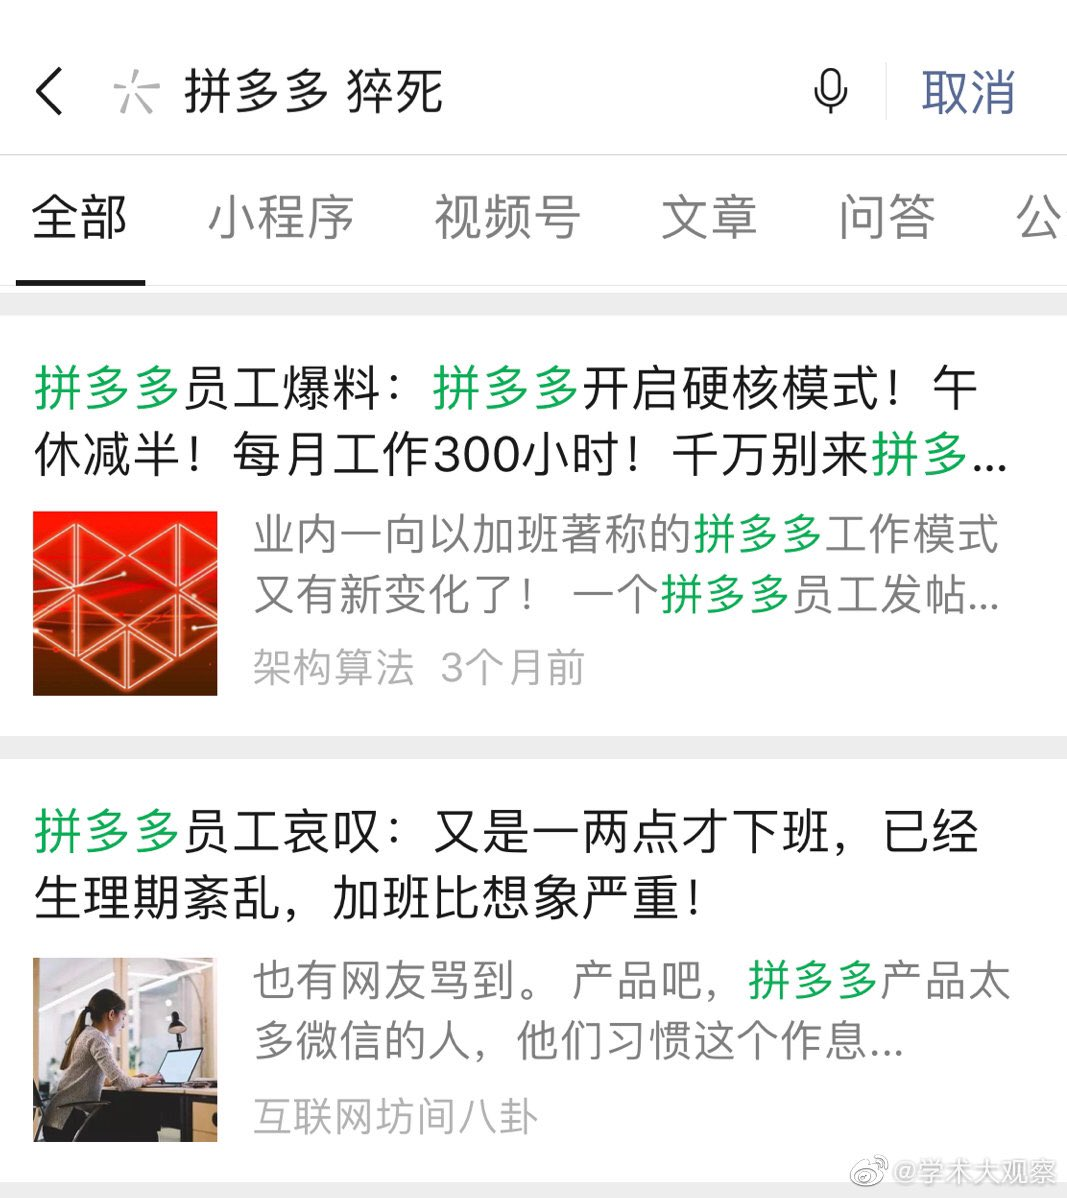 拼多多 猝死
取消
全部 小程序 视频号 文章 问答 公
拼多多员工爆料：拼多多开启硬核模式！午
休减半！每月工作300小时！千万别来拼多...
业内一向以加班著称的拼多多工作模式
又有新变化了！ 一个拼多多员工发帖...
架构算法 3个月前
拼多多员工哀叹：又是一两点才下班，已经
生理期紊乱，加班比想象严重！
也有网友骂到。 产品吧，拼多多产品太
多微信的人，他们习惯这个作息...
互联网坊间八卦
@学术大观察